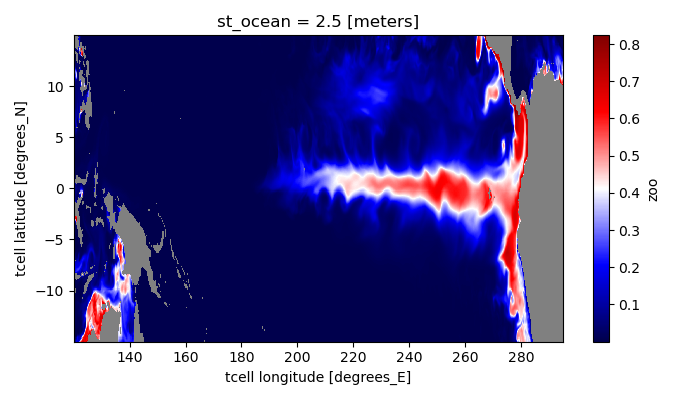 st_ocean = 2.5 [meters]
10
5
0
−5
−10
tcell latitude [degrees_N]
140 160 180 200 220 240 260 280
tcell longitude [degrees_E]
0.8
0.7
0.6
0.5
0.4
0.3
0.2
0.1
zoo